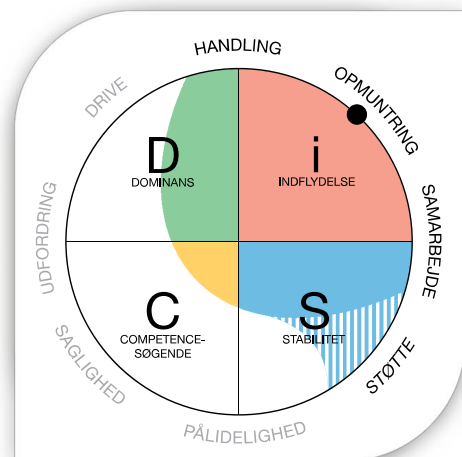 HANDLING
DRIVE
OPMUNTRING
D
DOMINANS
i
INDFLYDELSE
UDFORDRING
SAMARBEJDE
C
COMPETENCE-
SØGENDE
S
STABILITET
SAGLIGHED
STØTTE
PÅLIDELIGHED